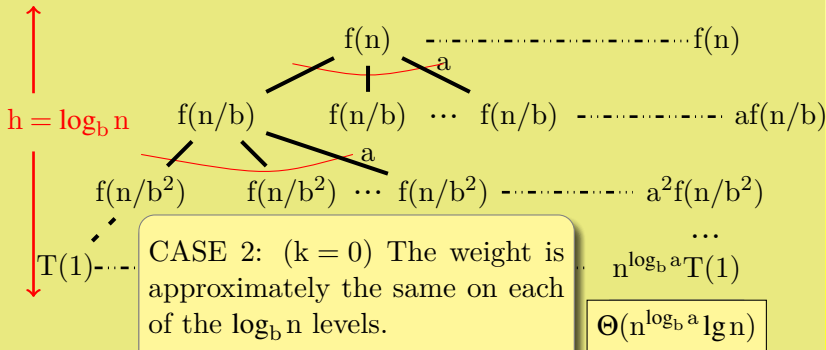 f(n) f(n)
a
h = log_b n f(n/b) f(n/b) ... f(n/b) af(n/b)
a
f(n/b²) f(n/b²) ... f(n/b²) a²f(n/b²)
...
T(1) n^{log_b a}T(1)
CASE 2: (k = 0) The weight is
approximately the same on each
of the log_b n levels.
Θ(n^{log_b a} lg n)